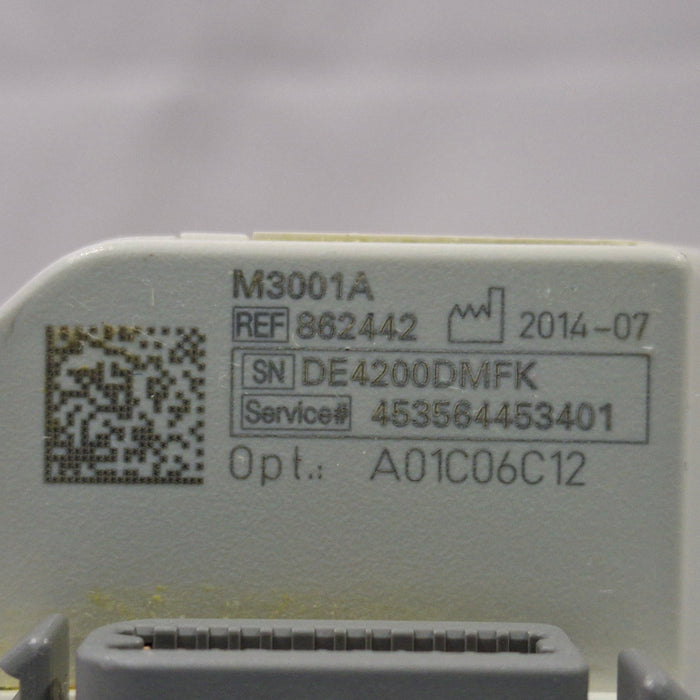 M3001A
REF 862442 2014-07
SN DE4200DMFK
Service# 453564453401
Opt.: A01C06C12